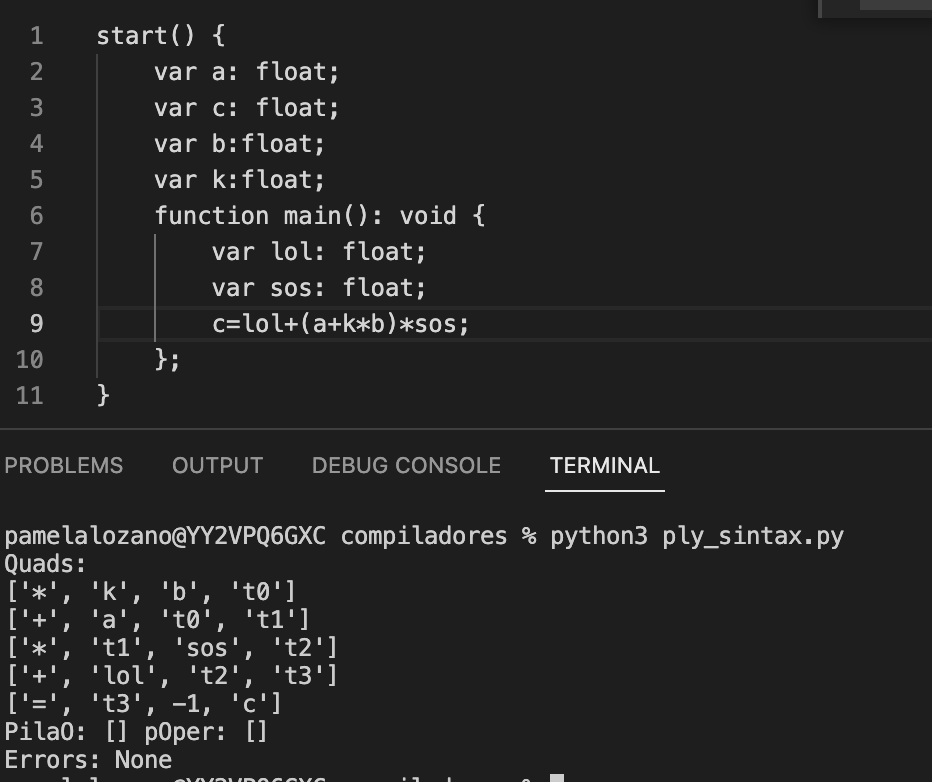 1 start() {
2 var a: float;
3 var c: float;
4 var b:float;
5 var k:float;
6 function main(): void {
7 var lol: float;
8 var sos: float;
9 c=lol+(a+k*b)*sos;
10 };
11 }
PROBLEMS OUTPUT DEBUG CONSOLE TERMINAL
pamelalozano@YY2VPQ6GXC compiladores % python3 ply_sintax.py
Quads:
['*', 'k', 'b', 't0']
['+', 'a', 't0', 't1']
['*', 't1', 'sos', 't2']
['+', 'lol', 't2', 't3']
['=', 't3', -1, 'c']
PilaO: [] pOper: []
Errors: None